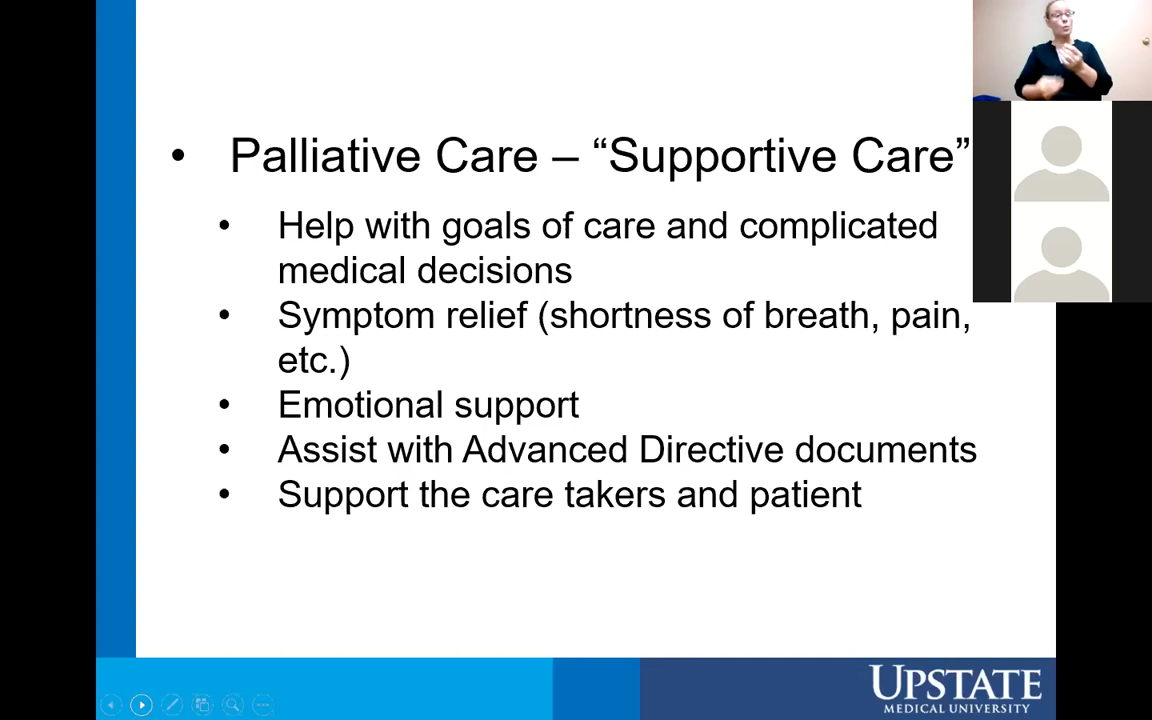 • Palliative Care – “Supportive Care”
• Help with goals of care and complicated
medical decisions
• Symptom relief (shortness of breath, pain,
etc.)
• Emotional support
• Assist with Advanced Directive documents
• Support the care takers and patient
UPSTATE
MEDICAL UNIVERSITY